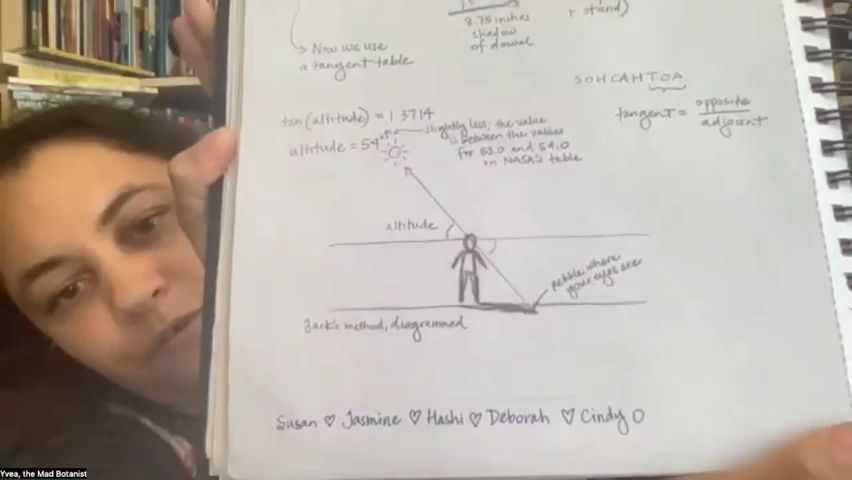 8.75 inches
shadow
of dowel
+ stand)
→ Now we use
a tangent table
SOHCAHTOA
tangent = opposite
adjacent
tan(altitude) = 1.3714
altitude = 54°
slightly less; the value
is between the values
for 53.0 and 54.0
on NASA's table
altitude
pebble where
your eyes are
Jack's method, diagrammed
Susan ♡ Jasmine ♡ Hashi ♡ Deborah ♡ Cindy O
Yvea, the Mad Botanist